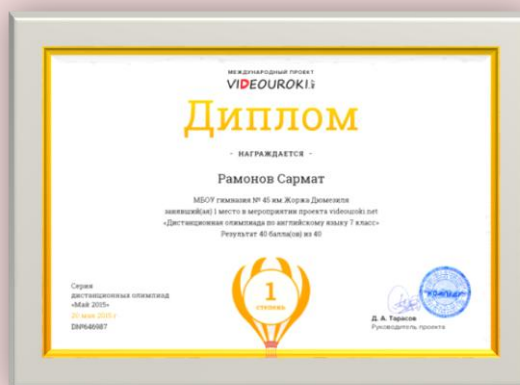 МЕЖДУНАРОДНЫЙ ПРОЕКТ
VIDEOUROKI
Диплом
- НАГРАЖДАЕТСЯ -
Рамонов Сармат
МБОУ гимназия № 45 им Жоржа Дюмезиля
занявший(ая) 1 место в мероприятии проекта videouroki.net
«Дистанционная олимпиада по английскому языку 7 класс»
Результат 40 балла(ов) из 40
Серия
дистанционных олимпиад
«Май 2015»
1
СТЕПЕНЬ
Д. А. Тарасов
Руководитель проекта